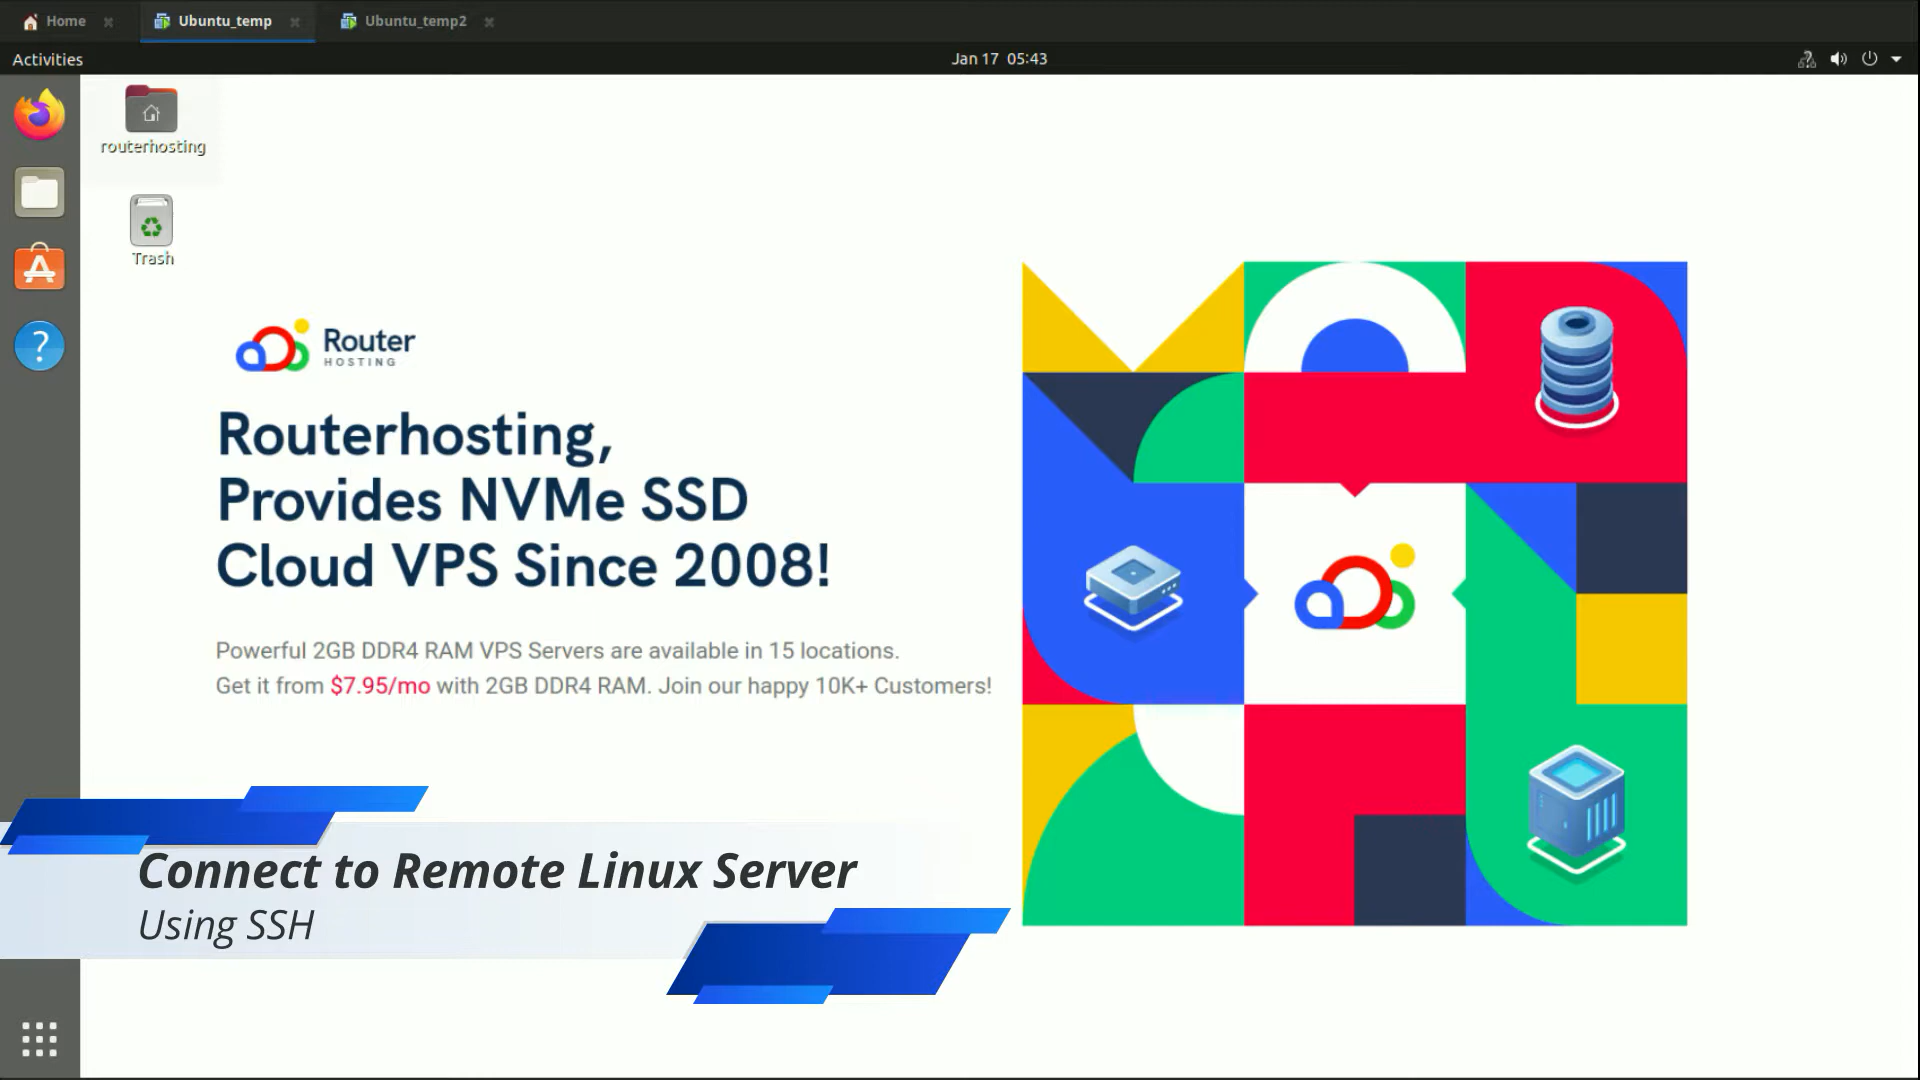 Home
Ubuntu_temp
Ubuntu_temp2
Activities
Jan 17 05:43
routerhosting
Trash
Router
HOSTING
Routerhosting,
Provides NVMe SSD
Cloud VPS Since 2008!
Powerful 2GB DDR4 RAM VPS Servers are available in 15 locations.
Get it from $7.95/mo with 2GB DDR4 RAM. Join our happy 10K+ Customers!
Connect to Remote Linux Server
Using SSH